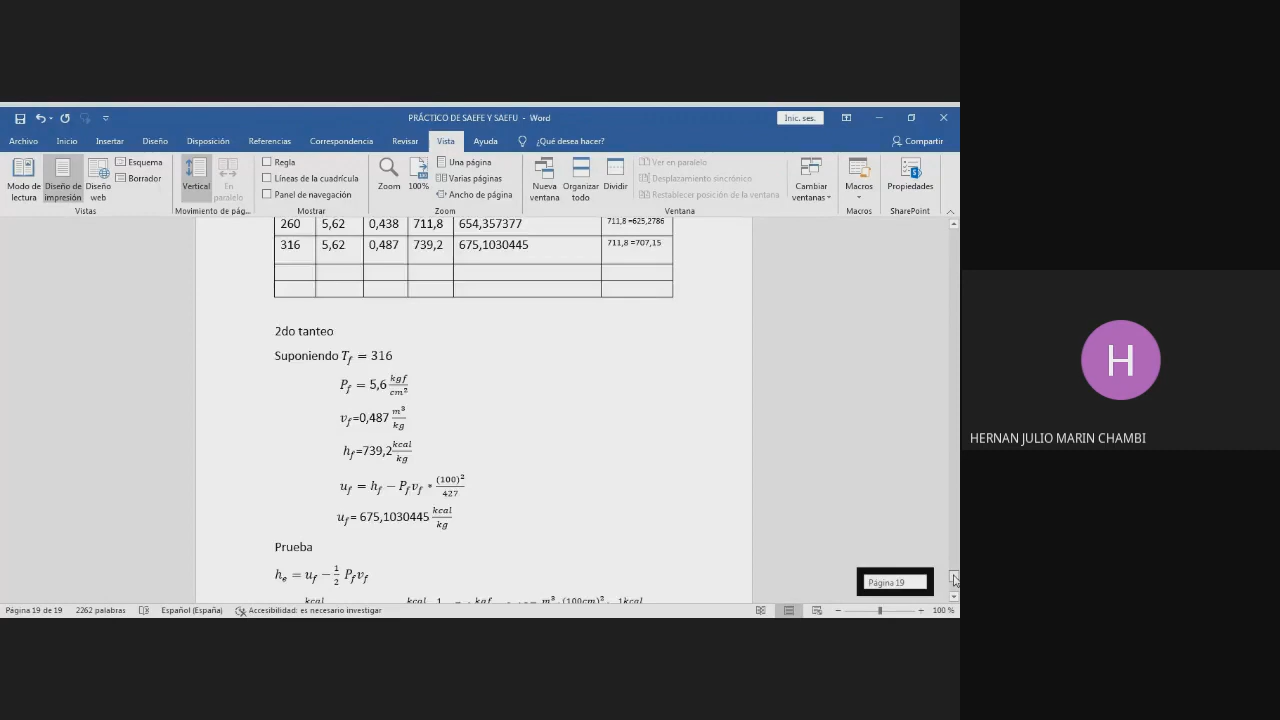 PRÁCTICO DE SAEFE Y SAEFU - Word
Inic. ses.
Archivo Inicio Insertar Diseño Disposición Referencias Correspondencia Revisar Vista Ayuda ¿Qué desea hacer? Compartir
Modo de lectura
Diseño de impresión
Diseño web
Esquema
Borrador
Vistas
Vertical
En paralelo
Movimiento de pág...
Regla
Líneas de la cuadrícula
Panel de navegación
Mostrar
Zoom
100%
Una página
Varias páginas
Ancho de página
Zoom
Nueva ventana
Organizar todo
Dividir
Ver en paralelo
Desplazamiento sincrónico
Restablecer posición de la ventana
Ventana
Cambiar ventanas
Macros
Macros
Propiedades
SharePoint
260 5,62 0,438 711,8 654,357377 711,8 =625,2786
316 5,62 0,487 739,2 675,1030445 711,8 =707,15
2do tanteo
Suponiendo T_f = 316
P_f = 5,6 kgf/cm²
v_f=0,487 m³/kg
h_f=739,2 kcal/kg
u_f = h_f − P_f v_f * (100)²/427
u_f= 675,1030445 kcal/kg
Prueba
h_e = u_f − 1/2 P_f v_f
Página 19
Página 19 de 19 2262 palabras Español (España) Accesibilidad: es necesario investigar 100 %
H
HERNAN JULIO MARIN CHAMBI